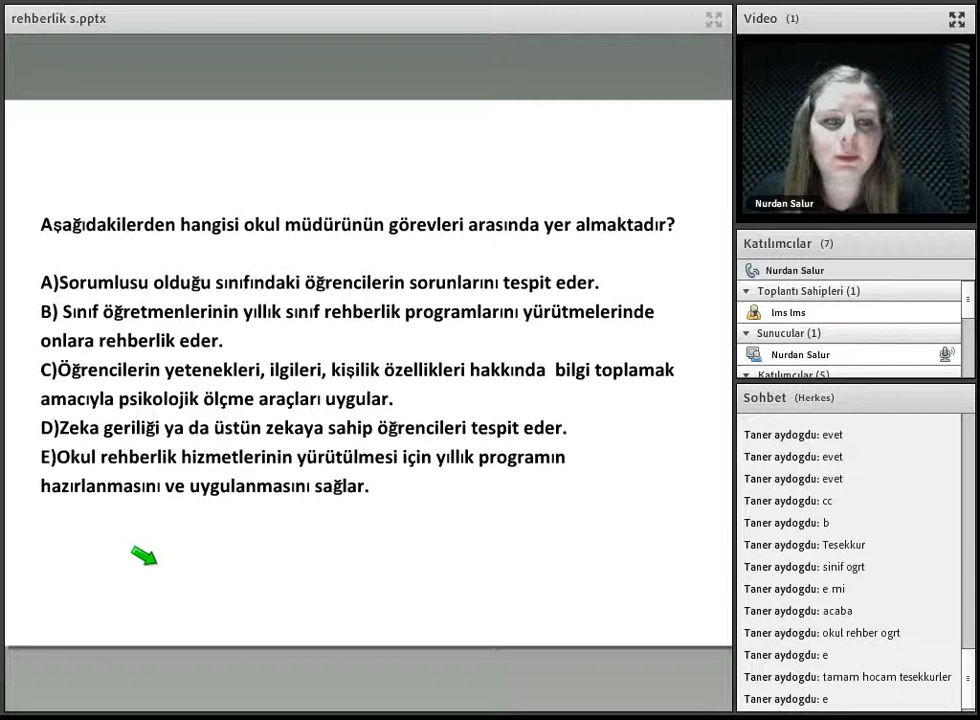 rehberlik s.pptx
Aşağıdakilerden hangisi okul müdürünün görevleri arasında yer almaktadır?
A)Sorumlusu olduğu sınıfındaki öğrencilerin sorunlarını tespit eder.
B) Sınıf öğretmenlerinin yıllık sınıf rehberlik programlarını yürütmelerinde
onlara rehberlik eder.
C)Öğrencilerin yetenekleri, ilgileri, kişilik özellikleri hakkında bilgi toplamak
amacıyla psikolojik ölçme araçları uygular.
D)Zeka geriliği ya da üstün zekaya sahip öğrencileri tespit eder.
E)Okul rehberlik hizmetlerinin yürütülmesi için yıllık programın
hazırlanmasını ve uygulanmasını sağlar.
Video (1)
Nurdan Salur
Katılımcılar (7)
Nurdan Salur
Toplantı Sahipleri (1)
lms lms
Sunucular (1)
Nurdan Salur
Katılımcılar (5)
Sohbet (Herkes)
Taner aydogdu: evet
Taner aydogdu: evet
Taner aydogdu: evet
Taner aydogdu: cc
Taner aydogdu: b
Taner aydogdu: Tesekkur
Taner aydogdu: sinif ogrt
Taner aydogdu: e mi
Taner aydogdu: acaba
Taner aydogdu: okul rehber ogrt
Taner aydogdu: e
Taner aydogdu: tamam hocam tesekkurler
Taner aydogdu: e